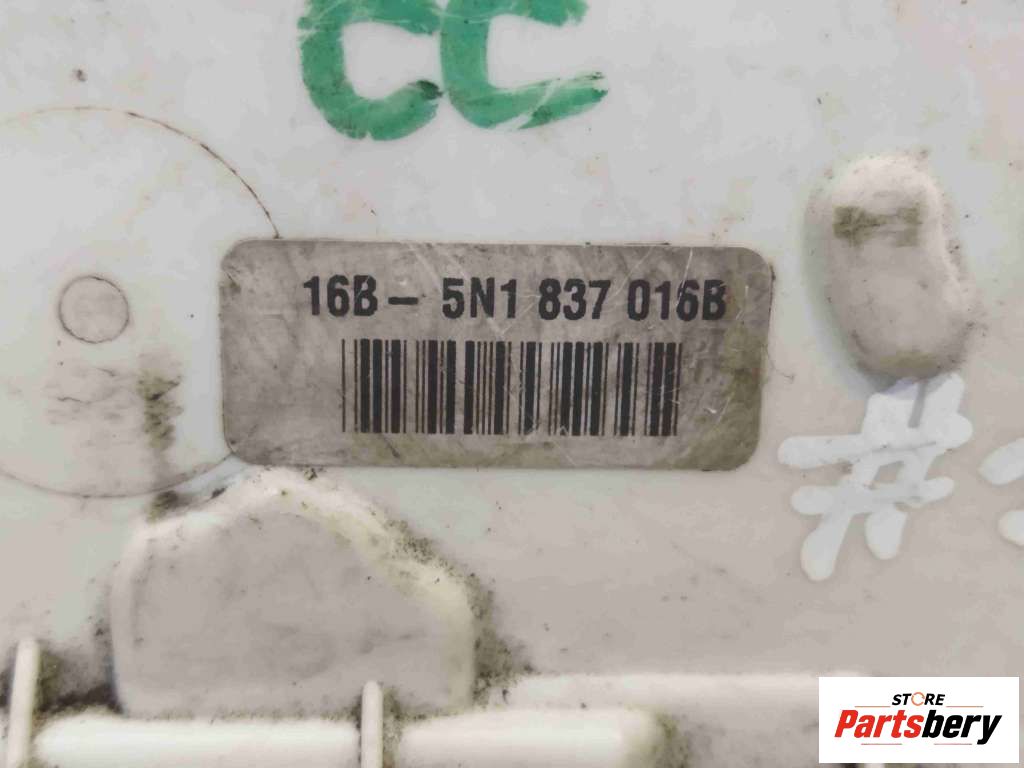 CC
16B - 5N1 837 016B
#
STORE
Partsbery